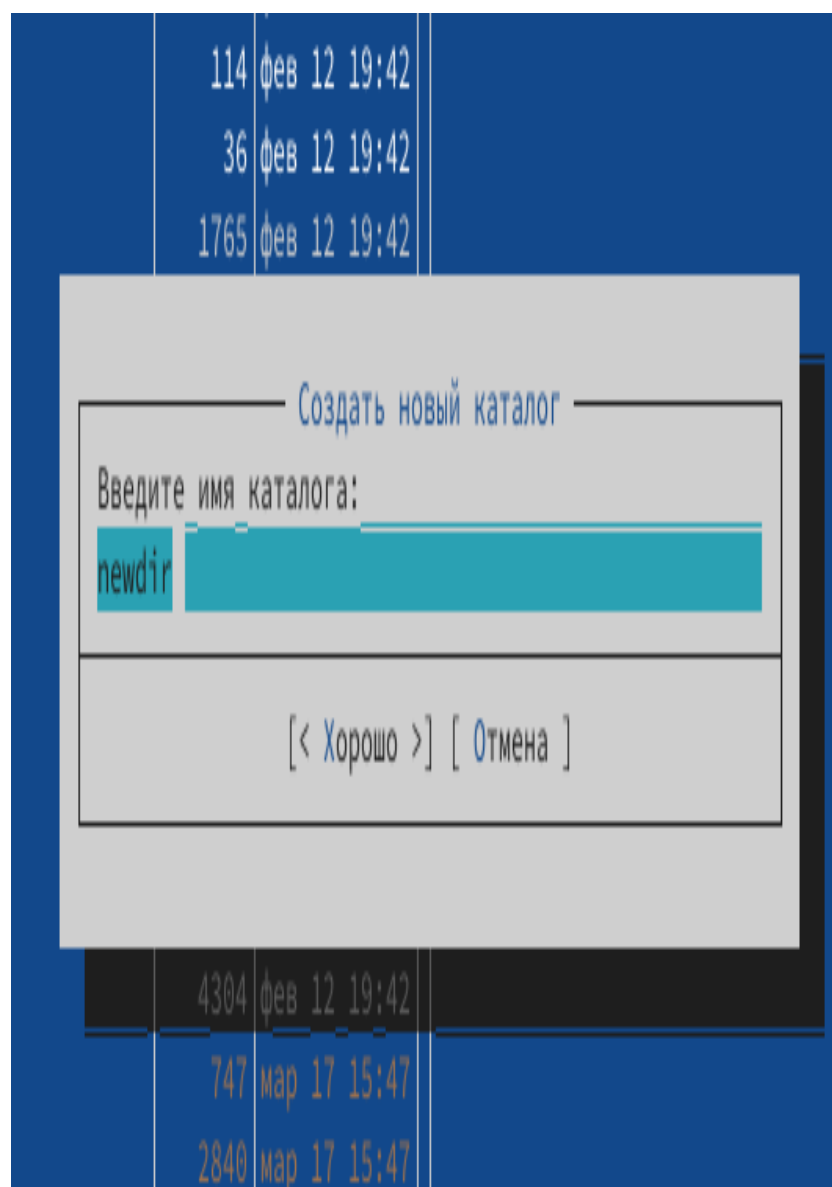 114 фев 12 19:42
36 фев 12 19:42
1765 фев 12 19:42
Создать новый каталог
Введите имя каталога:
newdir
[< Хорошо >] [ Отмена ]
4304 фев 12 19:42
747 мар 17 15:47
2840 мар 17 15:47